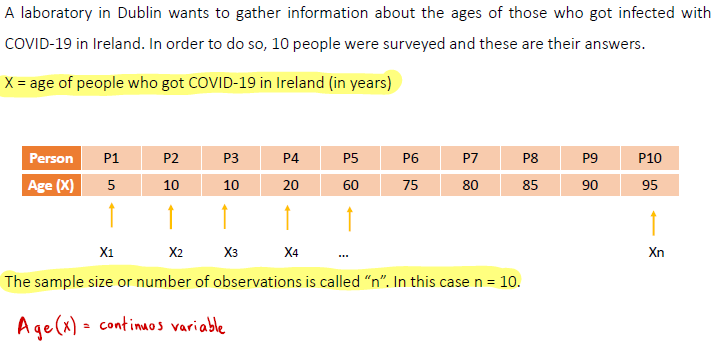 A laboratory in Dublin wants to gather information about the ages of those who got infected with
COVID-19 in Ireland. In order to do so, 10 people were surveyed and these are their answers.
X = age of people who got COVID-19 in Ireland (in years)
Person P1 P2 P3 P4 P5 P6 P7 P8 P9 P10
Age (X) 5 10 10 20 60 75 80 85 90 95
X1 X2 X3 X4 ... Xn
The sample size or number of observations is called “n”. In this case n = 10.
Age(x) = continuos variable